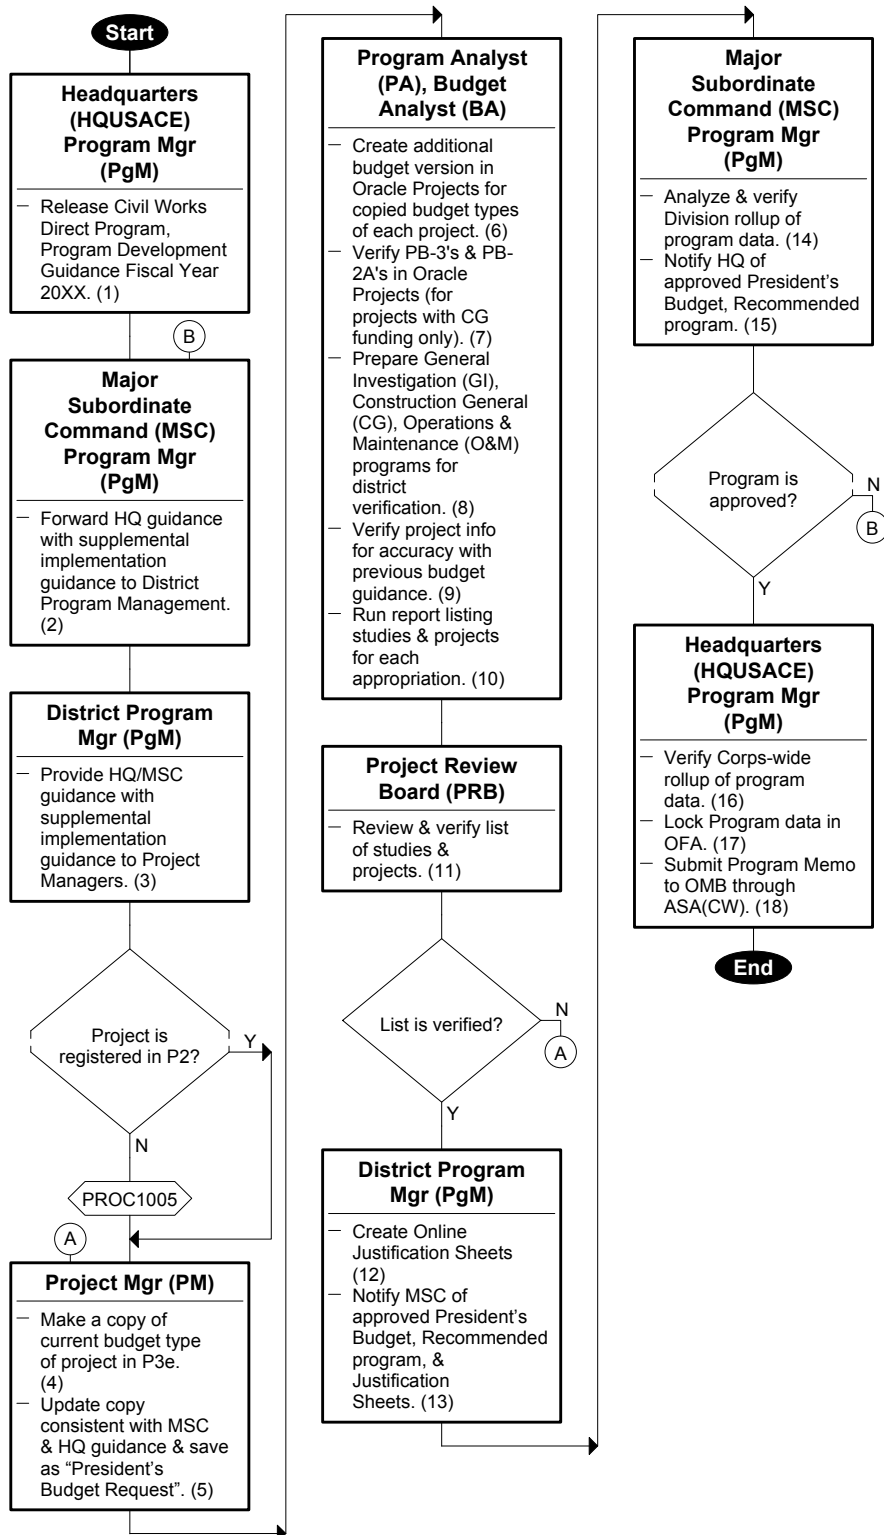 Start
Headquarters
(HQUSACE)
Program Mgr
(PgM)
— Release Civil Works
Direct Program,
Program Development
Guidance Fiscal Year
20XX. (1)
B
Major
Subordinate
Command (MSC)
Program Mgr
(PgM)
— Forward HQ guidance
with supplemental
implementation
guidance to District
Program Management.
(2)
District Program
Mgr (PgM)
— Provide HQ/MSC
guidance with
supplemental
implementation
guidance to Project
Managers. (3)
Project is
registered in P2?
Y
N
PROC1005
A
Project Mgr (PM)
— Make a copy of
current budget type
of project in P3e.
(4)
— Update copy
consistent with MSC
& HQ guidance & save
as “President’s
Budget Request”. (5)
Program Analyst
(PA), Budget
Analyst (BA)
— Create additional
budget version in
Oracle Projects for
copied budget types
of each project. (6)
— Verify PB-3's & PB-
2A's in Oracle
Projects (for
projects with CG
funding only). (7)
— Prepare General
Investigation (GI),
Construction General
(CG), Operations &
Maintenance (O&M)
programs for
district
verification. (8)
— Verify project info
for accuracy with
previous budget
guidance. (9)
— Run report listing
studies & projects
for each
appropriation. (10)
Project Review
Board (PRB)
— Review & verify list
of studies &
projects. (11)
List is verified?
N
A
Y
District Program
Mgr (PgM)
— Create Online
Justification Sheets
(12)
— Notify MSC of
approved President’s
Budget, Recommended
program, &
Justification
Sheets. (13)
Major
Subordinate
Command (MSC)
Program Mgr
(PgM)
— Analyze & verify
Division rollup of
program data. (14)
— Notify HQ of
approved President’s
Budget, Recommended
program. (15)
Program is
approved?
N
B
Y
Headquarters
(HQUSACE)
Program Mgr
(PgM)
— Verify Corps-wide
rollup of program
data. (16)
— Lock Program data in
OFA. (17)
— Submit Program Memo
to OMB through
ASA(CW). (18)
End